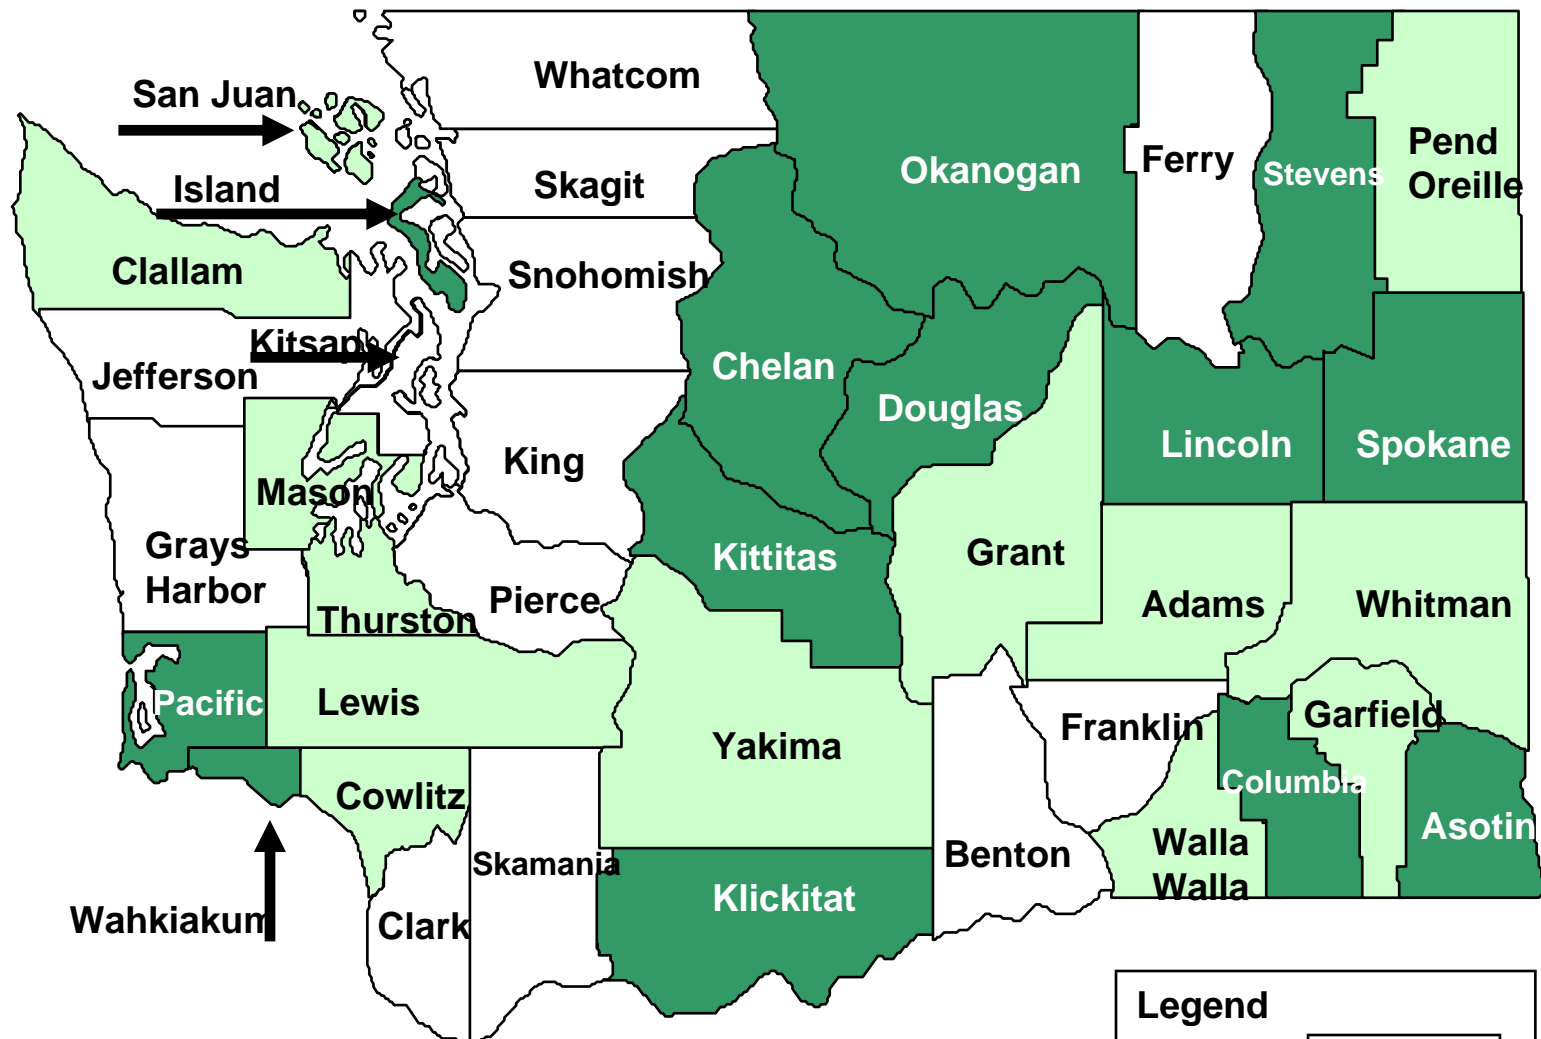 Whatcom
San Juan
Pend
Oreille
Ferry
Okanogan
Stevens
Skagit
Island
Clallam
Snohomish
Kitsap
Jefferson
Chelan
Douglas
Lincoln
Spokane
King
Mason
Grays
Harbor
Kittitas
Grant
Pierce
Adams
Whitman
Thurston
Pacific
Lewis
Garfield
Franklin
Yakima
Columbia
Cowlitz
Asotin
Walla
Walla
Benton
Skamania
Klickitat
Wahkiakum
Clark
Legend